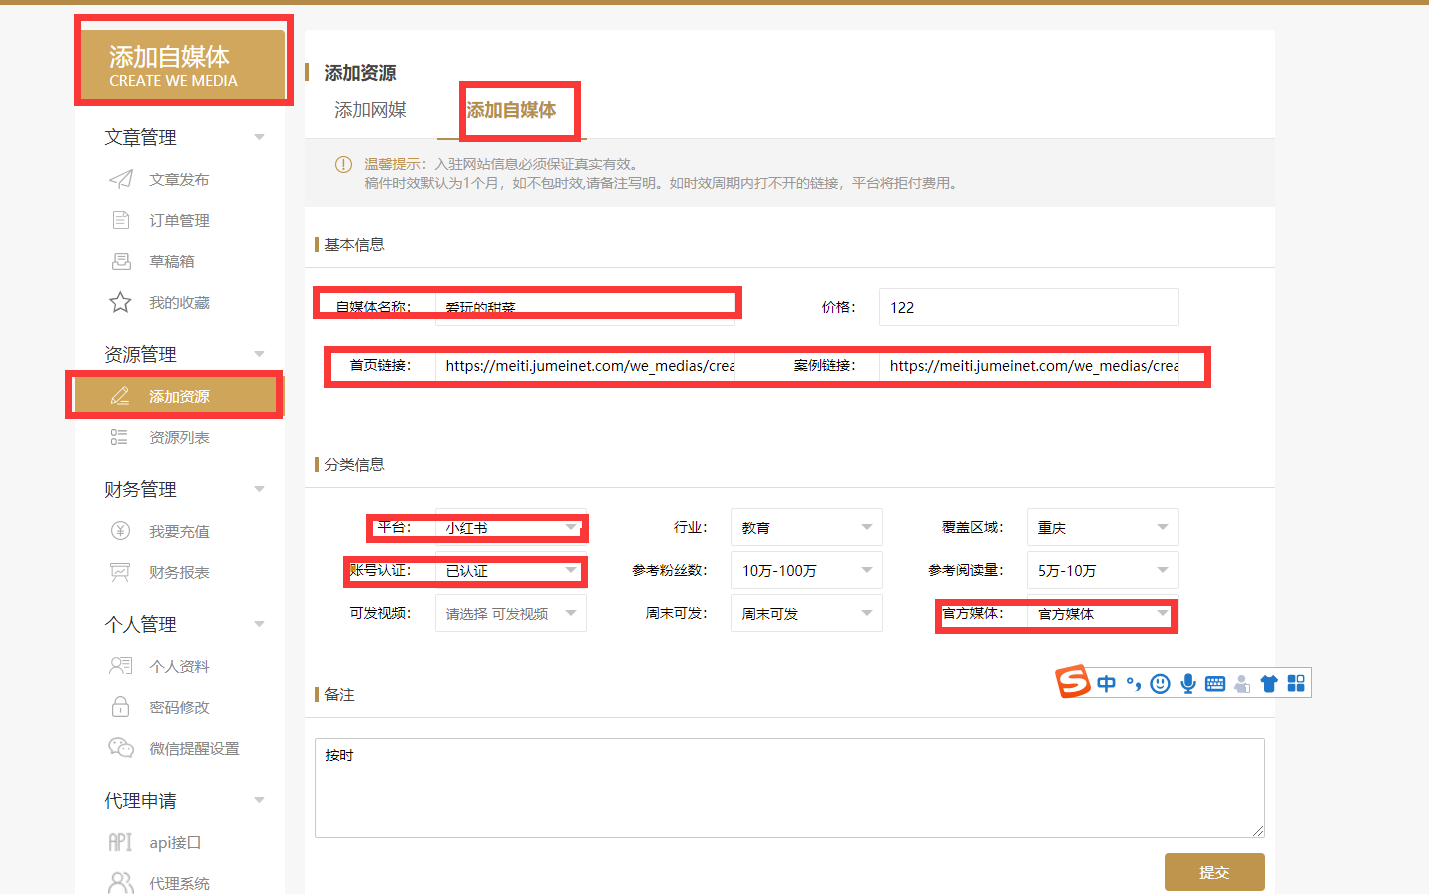 添加自媒体
CREATE WE MEDIA
文章管理
文章发布
订单管理
草稿箱
我的收藏
资源管理
添加资源
资源列表
财务管理
我要充值
财务报表
个人管理
个人资料
密码修改
微信提醒设置
代理申请
API api接口
代理系统
添加资源
添加网媒 添加自媒体
温馨提示：入驻网站信息必须保证真实有效。
稿件时效默认为1个月，如不包时效,请备注写明。如时效周期内打不开的链接，平台将拒付费用。
基本信息
自媒体名称： 爱玩的甜菜 价格： 122
首页链接： https://meiti.jumeinet.com/we_medias/crea 案例链接： https://meiti.jumeinet.com/we_medias/crea
分类信息
平台： 小红书 行业： 教育 覆盖区域： 重庆
账号认证： 已认证 参考粉丝数： 10万-100万 参考阅读量： 5万-10万
可发视频： 请选择 可发视频 周末可发： 周末可发 官方媒体： 官方媒体
S 中
备注
按时
提交